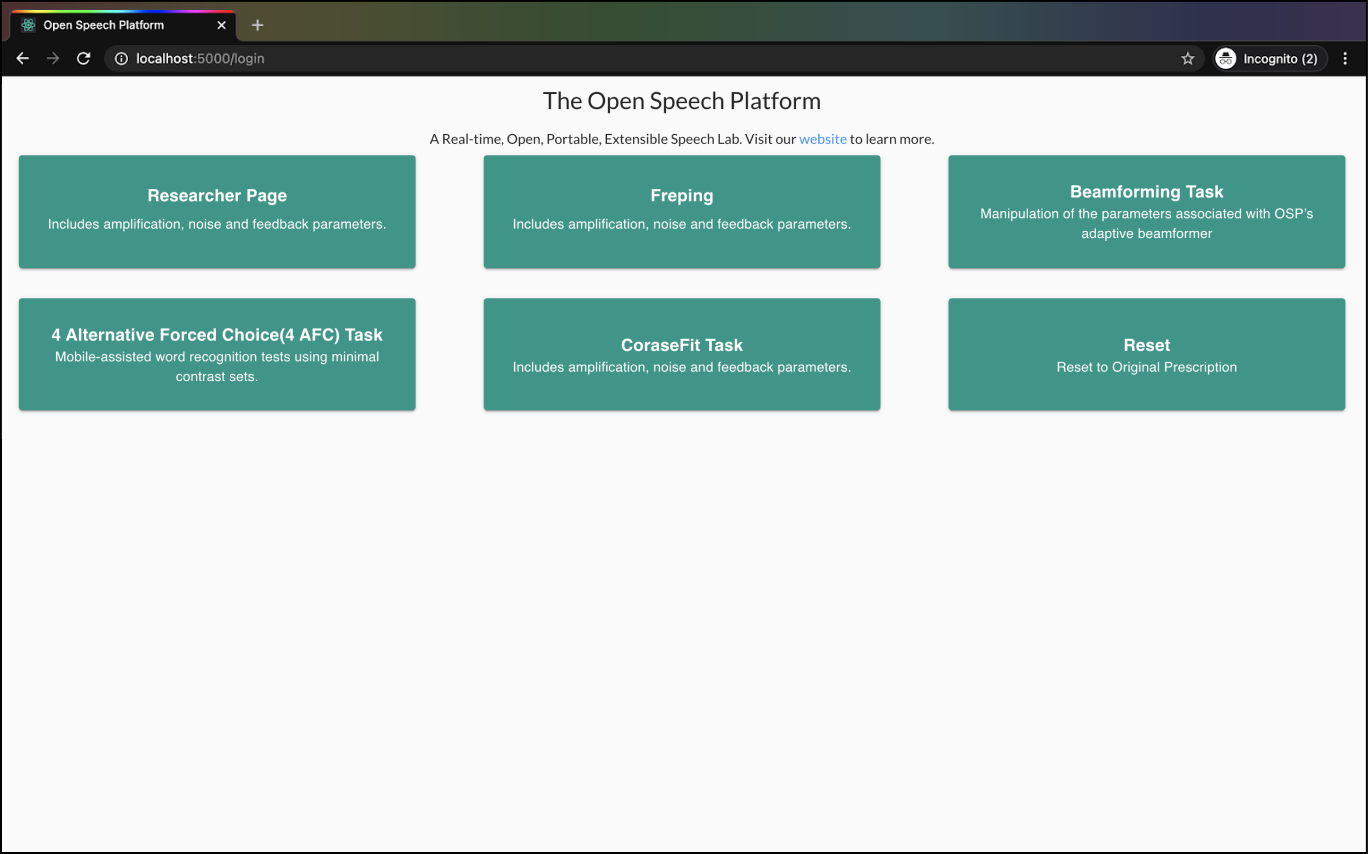 Open Speech Platform
localhost:5000/login
Incognito (2)
The Open Speech Platform
A Real-time, Open, Portable, Extensible Speech Lab. Visit our website to learn more.
Researcher Page
Includes amplification, noise and feedback parameters.
Freping
Includes amplification, noise and feedback parameters.
Beamforming Task
Manipulation of the parameters associated with OSP's
adaptive beamformer
4 Alternative Forced Choice(4 AFC) Task
Mobile-assisted word recognition tests using minimal
contrast sets.
CoraseFit Task
Includes amplification, noise and feedback parameters.
Reset
Reset to Original Prescription